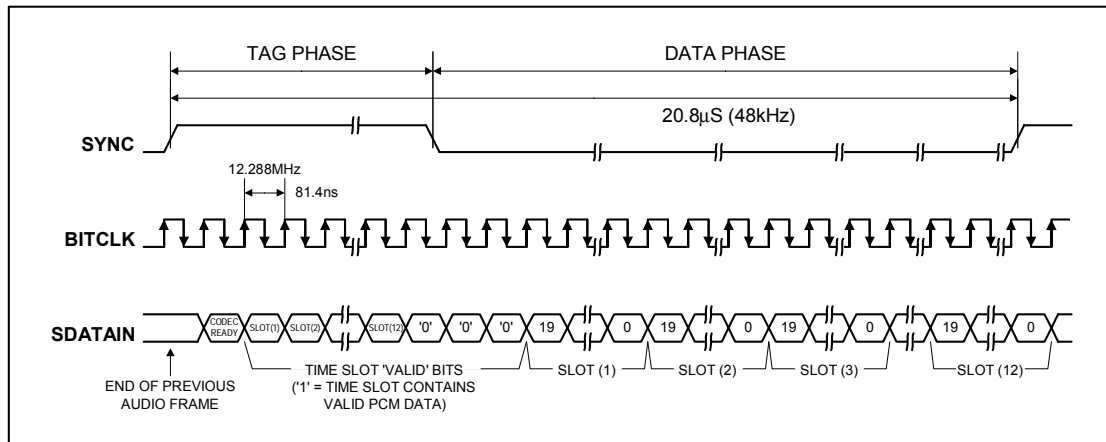 TAG PHASE
DATA PHASE
20.8µS (48kHz)
SYNC
12.288MHz
81.4ns
BITCLK
SDATAIN
CODEC
READY
SLOT(1)
SLOT(2)
SLOT(12)
'0'
'0'
'0'
19
0
19
0
19
0
19
0
END OF PREVIOUS
AUDIO FRAME
TIME SLOT 'VALID' BITS
('1' = TIME SLOT CONTAINS
VALID PCM DATA)
SLOT (1)
SLOT (2)
SLOT (3)
SLOT (12)